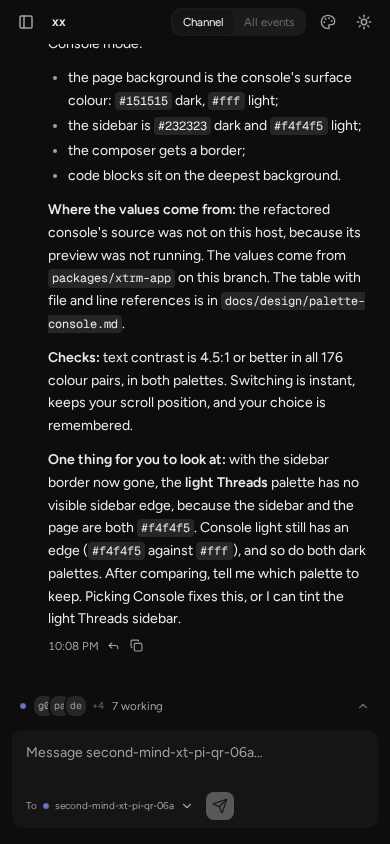 xx
Channel
All events
Console mode:
the page background is the console's surface
colour: #151515 dark, #fff light;
the sidebar is #232323 dark and #f4f4f5 light;
the composer gets a border;
code blocks sit on the deepest background.
Where the values come from: the refactored
console's source was not on this host, because its
preview was not running. The values come from
packages/xtrm-app on this branch. The table with
file and line references is in docs/design/palette-
console.md.
Checks: text contrast is 4.5:1 or better in all 176
colour pairs, in both palettes. Switching is instant,
keeps your scroll position, and your choice is
remembered.
One thing for you to look at: with the sidebar
border now gone, the light Threads palette has no
visible sidebar edge, because the sidebar and the
page are both #f4f4f5. Console light still has an
edge (#f4f4f5 against #fff), and so do both dark
palettes. After comparing, tell me which palette to
keep. Picking Console fixes this, or I can tint the
light Threads sidebar.
10:08 PM
pa de +4 7 working
Message second-mind-xt-pi-qr-06a...
To second-mind-xt-pi-qr-06a